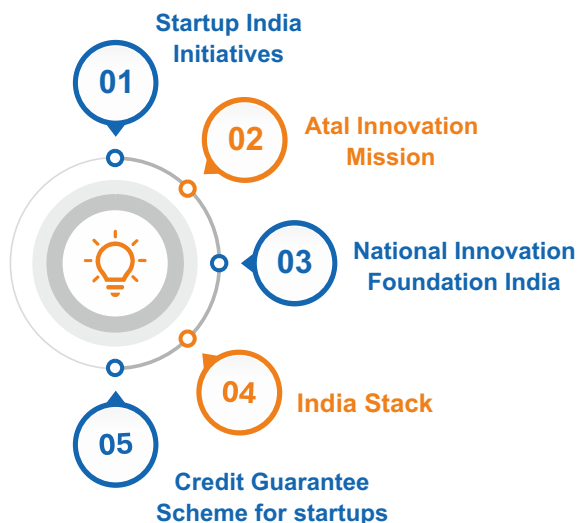 01
Startup India
Initiatives
02
Atal Innovation
Mission
03
National Innovation
Foundation India
04
India Stack
05
Credit Guarantee
Scheme for startups